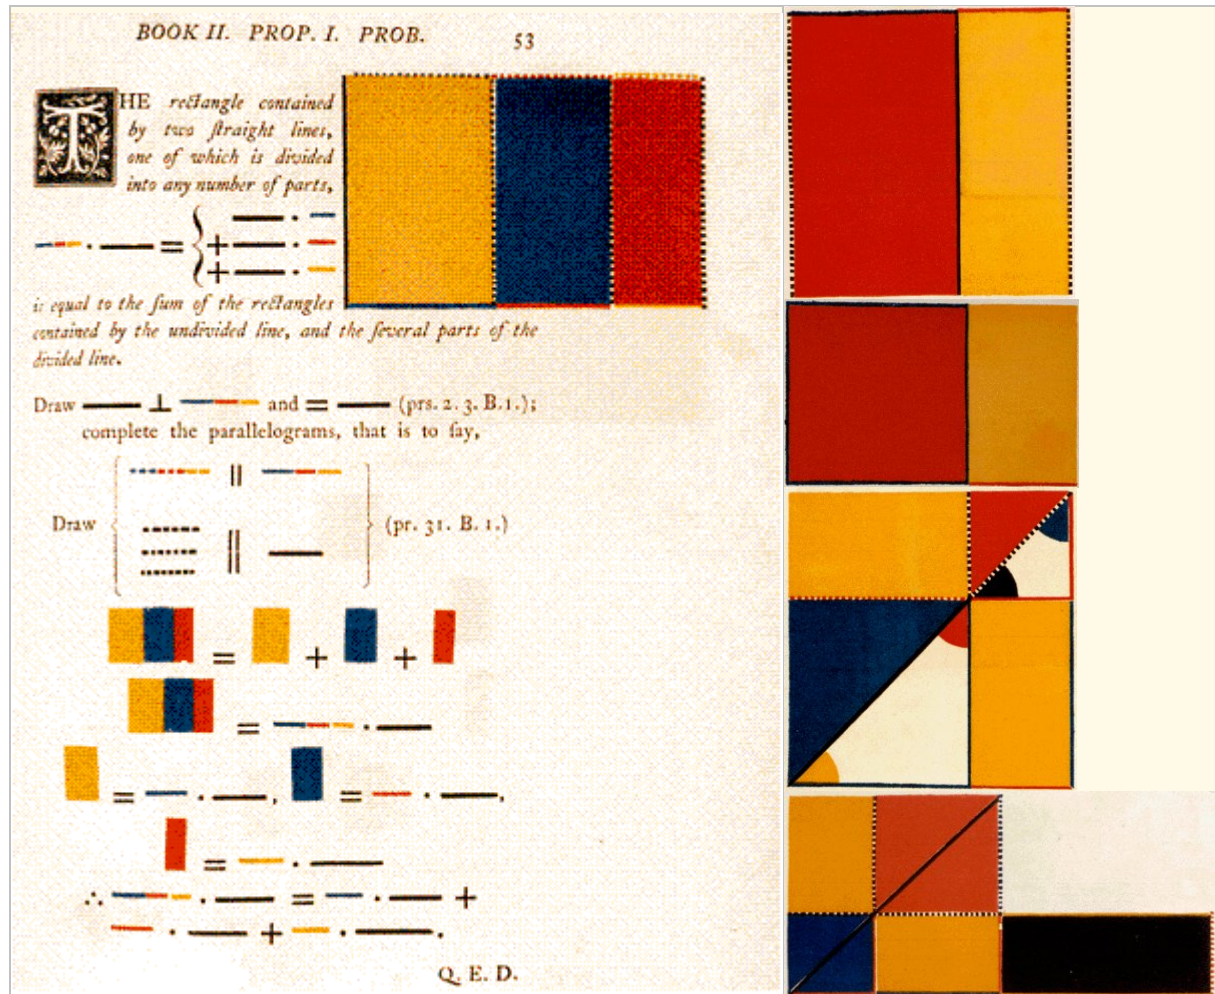 BOOK II. PROP. I. PROB.
53
THE rectangle contained
by two ſtraight lines,
one of which is divided
into any number of parts,
· = { ·
+ ·
+ ·
is equal to the ſum of the rectangles
contained by the undivided line, and the ſeveral parts of the
divided line.
Draw ⊥ and = (prs. 2. 3. B.1.);
complete the parallelograms, that is to ſay,
Draw { || || } (pr. 31. B. 1.)
= + +
= ·
= · , = · ,
= ·
∴ · = · +
· + · .
Q. E. D.